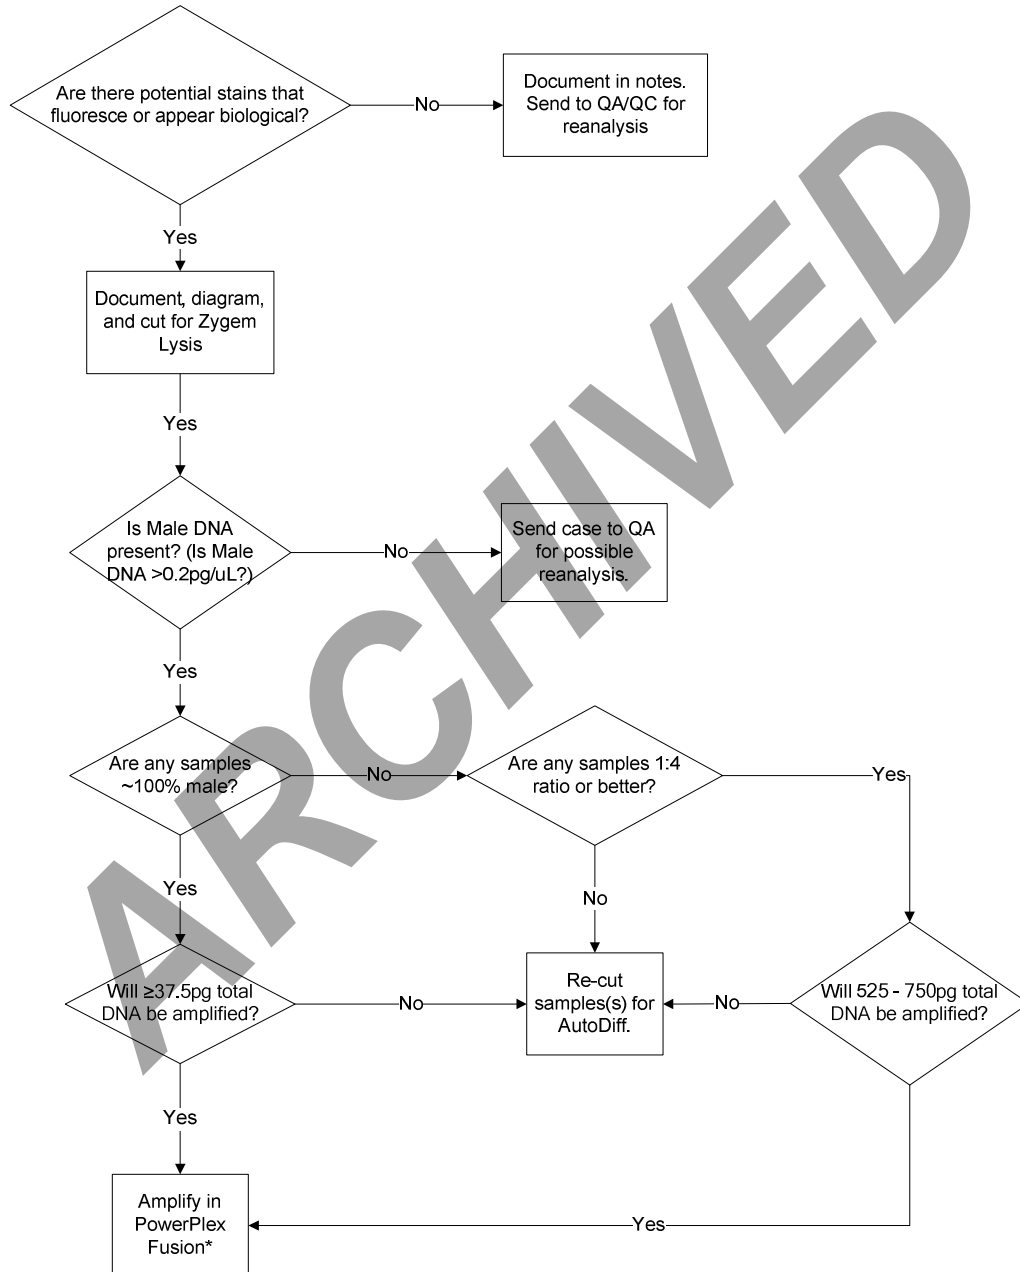 Are there potential stains that
fluoresce or appear biological?
No
Document in notes.
Send to QA/QC for
reanalysis
Yes
Document, diagram,
and cut for Zygem
Lysis
Yes
Is Male DNA
present? (Is Male
DNA >0.2pg/uL?)
No
Send case to QA
for possible
reanalysis.
Yes
Are any samples
~100% male?
No
Are any samples 1:4
ratio or better?
Yes
Yes
No
Will ≥37.5pg total
DNA be amplified?
No
Re-cut
samples(s) for
AutoDiff.
No
Will 525 - 750pg total
DNA be amplified?
Yes
Amplify in
PowerPlex
Fusion*
Yes
ARCHIVED